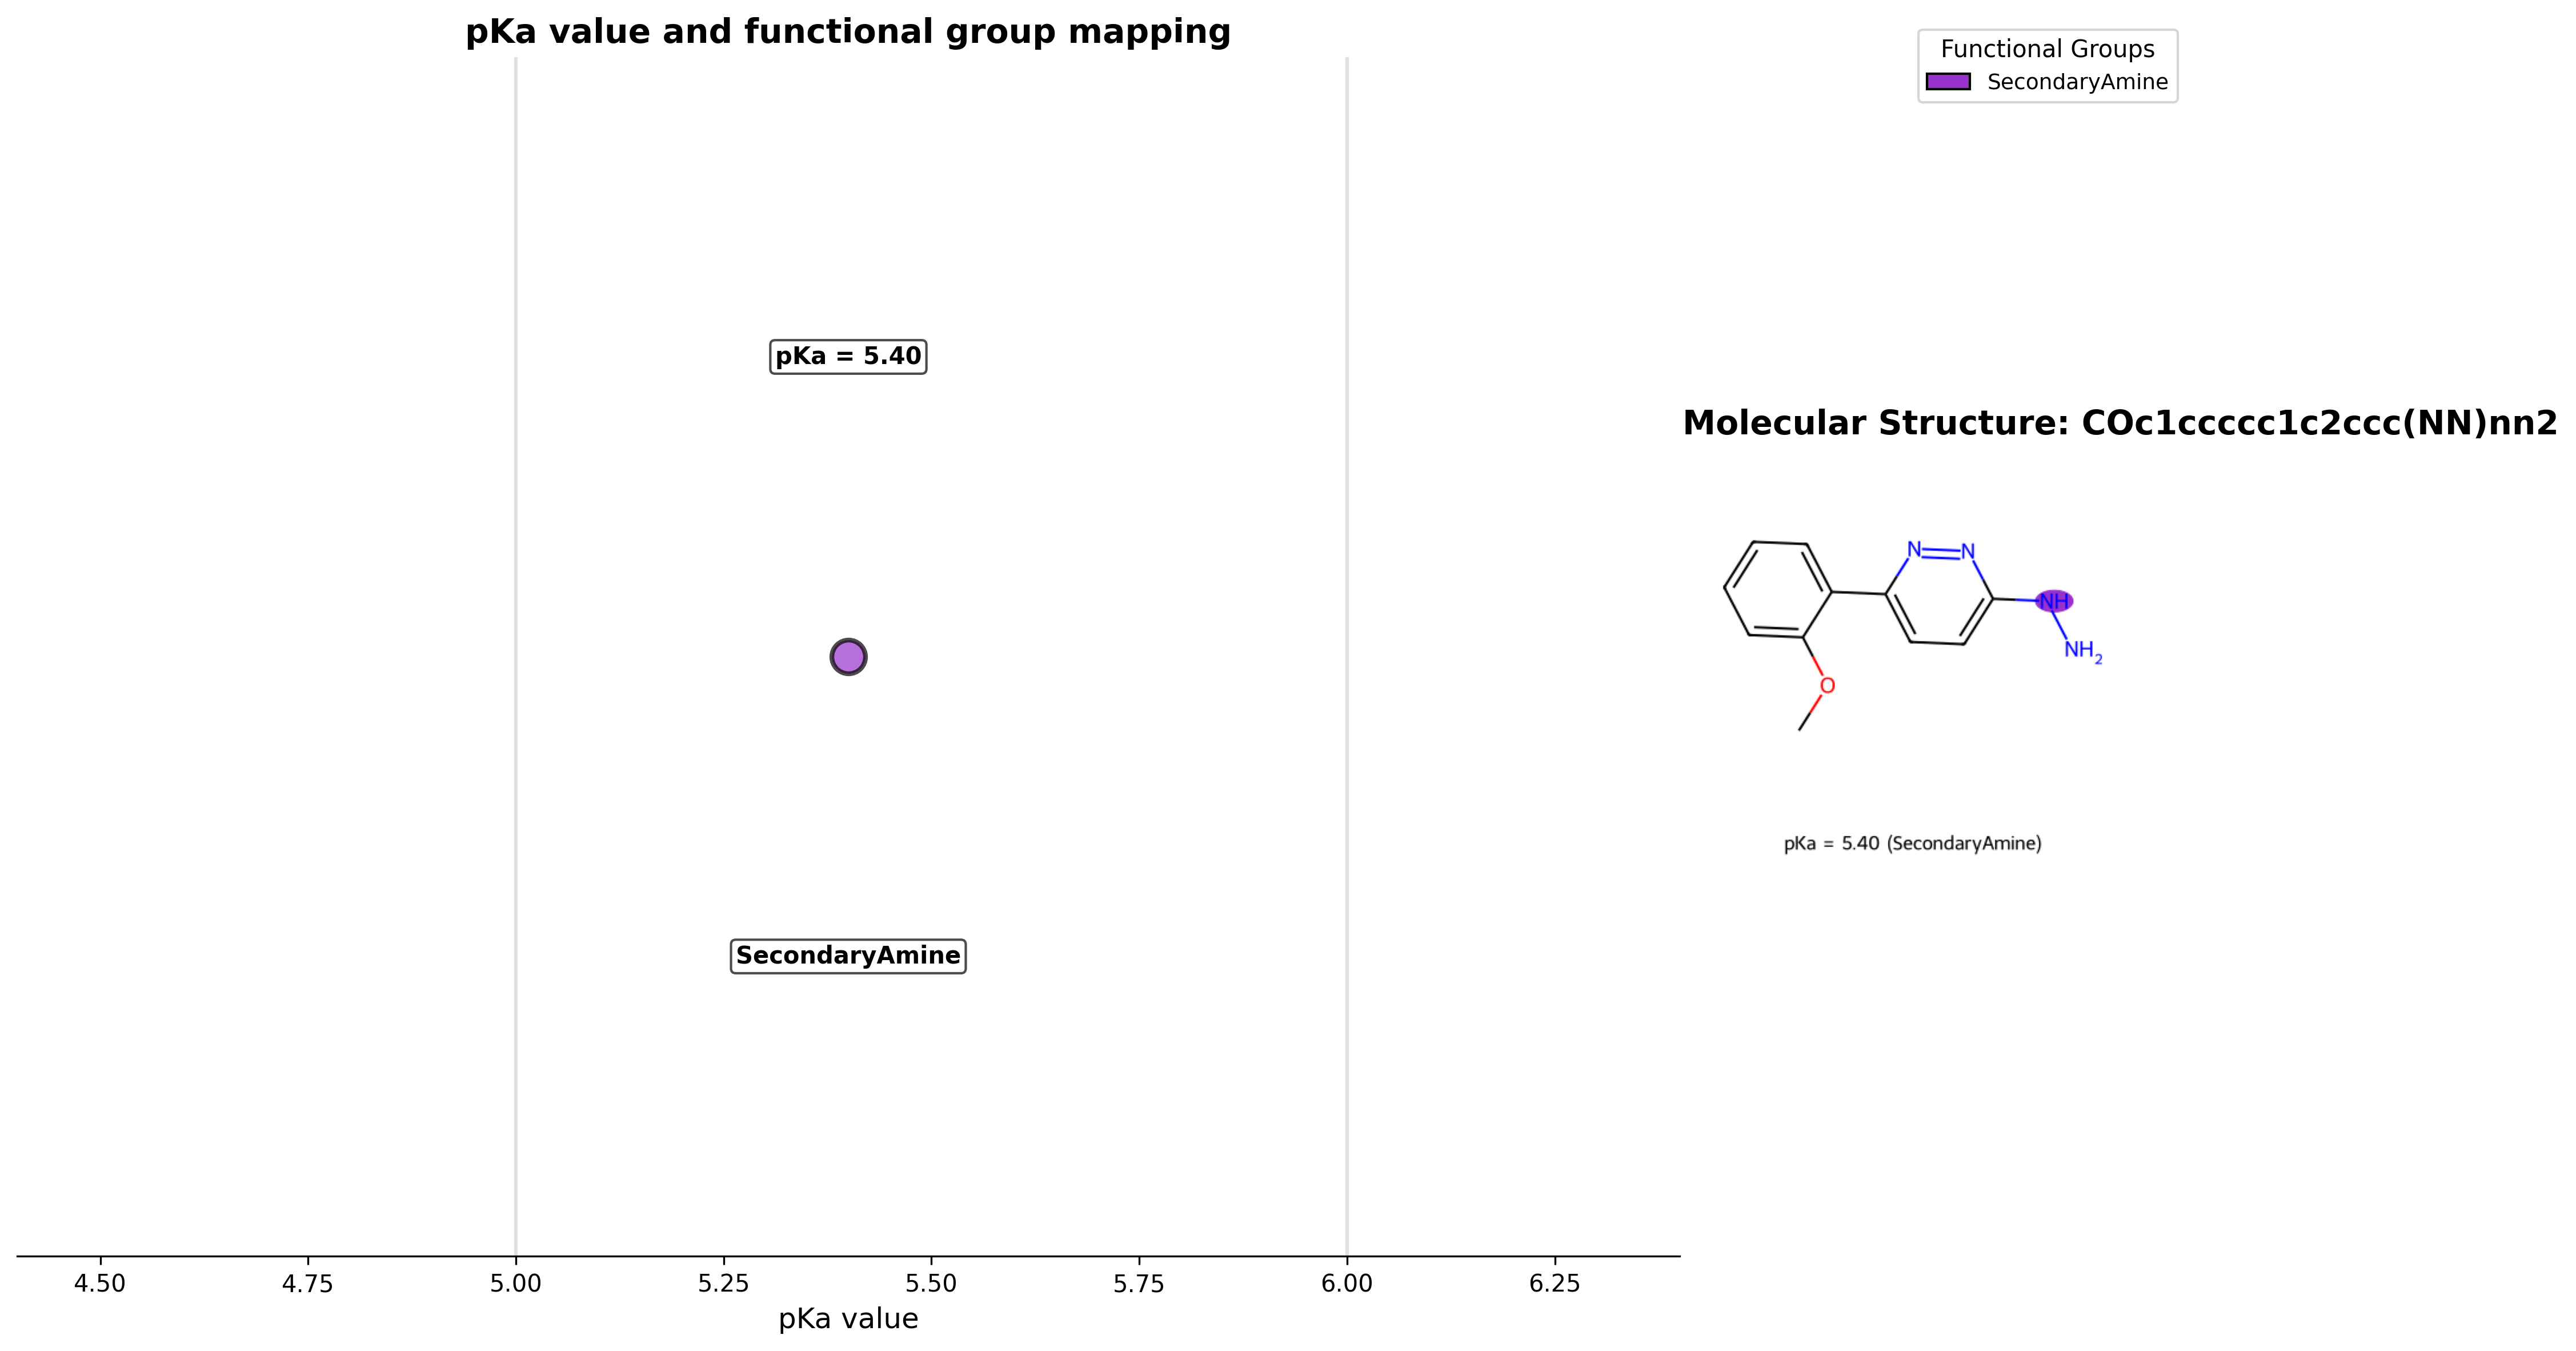 pKa value and functional group mapping
Functional Groups
SecondaryAmine
pKa = 5.40
SecondaryAmine
4.50 4.75 5.00 5.25 5.50 5.75 6.00 6.25
pKa value
Molecular Structure: COc1ccccc1c2ccc(NN)nn2
N N
NH
NH2
O
pKa = 5.40 (SecondaryAmine)